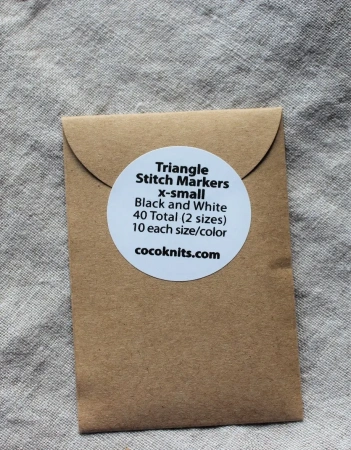 Triangle
Stitch Markers
x-small
Black and White
40 Total (2 sizes)
10 each size/color
cocoknits.com